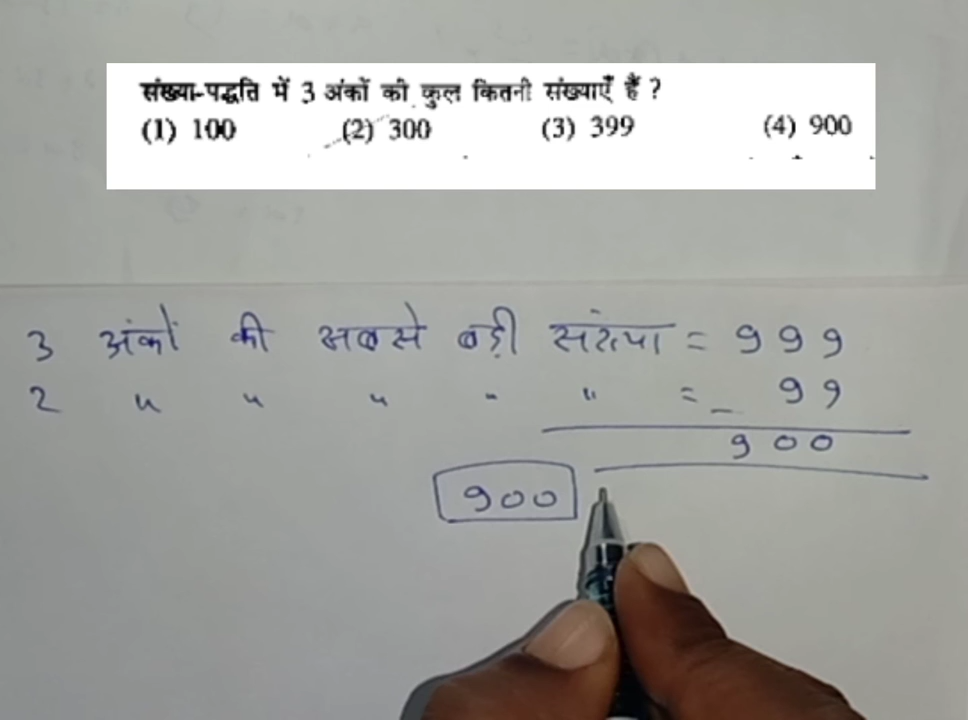 संख्या-पद्धति में 3 अंकों की कुल कितनी संख्याएँ हैं ?
(1) 100 (2) 300 (3) 399 (4) 900
3 अंकों की सबसे बड़ी संख्या = 999
2 " " " " " = _ 99
900
900